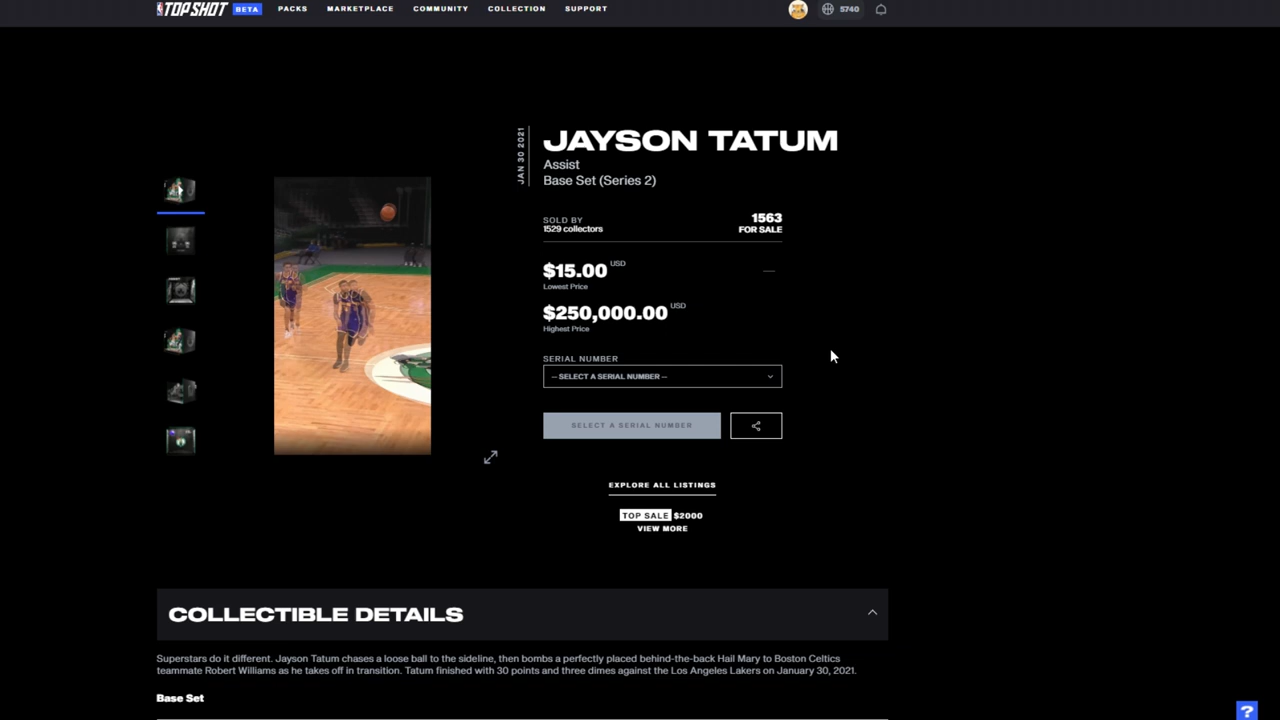 TOP SHOT BETA PACKS MARKETPLACE COMMUNITY COLLECTION SUPPORT 5740
JAN 30 2021
JAYSON TATUM
Assist
Base Set (Series 2)
SOLD BY
1529 collectors
1563
FOR SALE
$15.00 USD
Lowest Price
$250,000.00 USD
Highest Price
SERIAL NUMBER
-- SELECT A SERIAL NUMBER --
SELECT A SERIAL NUMBER
EXPLORE ALL LISTINGS
TOP SALE $2000
VIEW MORE
COLLECTIBLE DETAILS
Superstars do it different. Jayson Tatum chases a loose ball to the sideline, then bombs a perfectly placed behind-the-back Hail Mary to Boston Celtics
teammate Robert Williams as he takes off in transition. Tatum finished with 30 points and three dimes against the Los Angeles Lakers on January 30, 2021.
Base Set
?